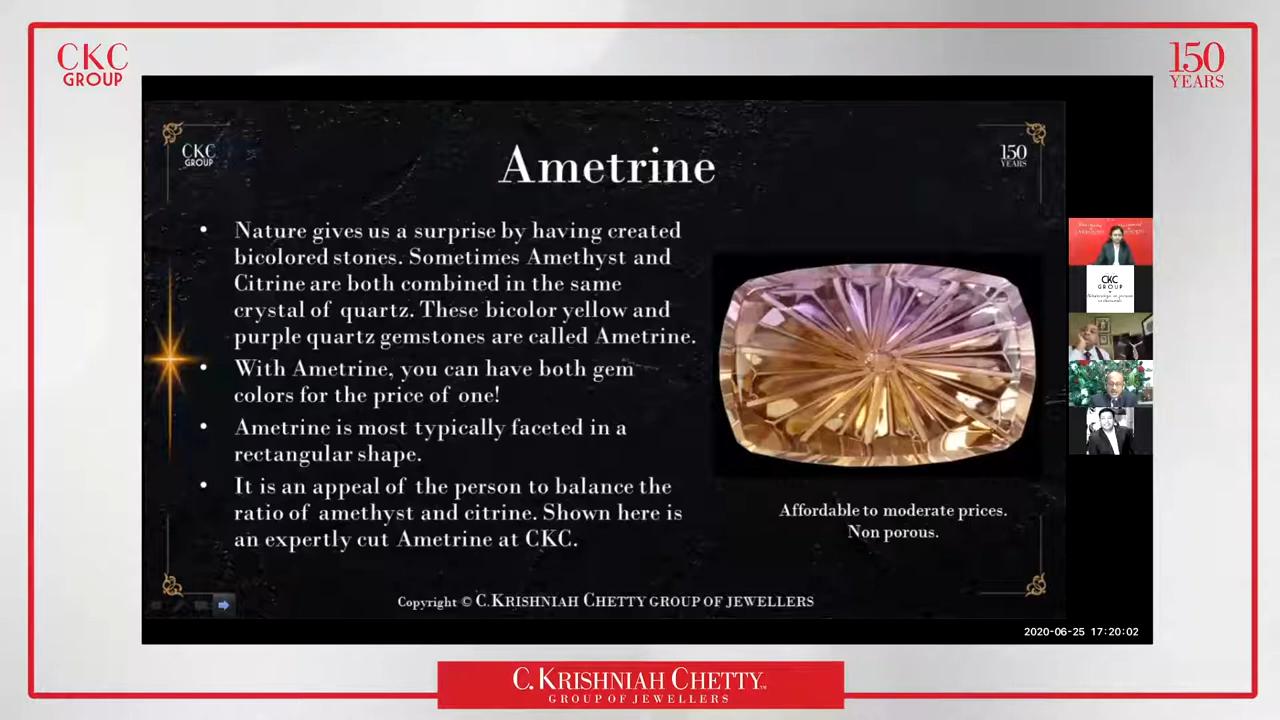 CKC
GROUP
150
YEARS
CKC
GROUP
Ametrine
150
YEARS
• Nature gives us a surprise by having created
bicolored stones. Sometimes Amethyst and
Citrine are both combined in the same
crystal of quartz. These bicolor yellow and
purple quartz gemstones are called Ametrine.
• With Ametrine, you can have both gem
colors for the price of one!
• Ametrine is most typically faceted in a
rectangular shape.
• It is an appeal of the person to balance the
ratio of amethyst and citrine. Shown here is
an expertly cut Ametrine at CKC.
Affordable to moderate prices.
Non porous.
CKC
GROUP
Copyright © C.KRISHNIAH CHETTY GROUP OF JEWELLERS
2020-06-25 17:20:02
C. KRISHNIAH CHETTY™
GROUP OF JEWELLERS